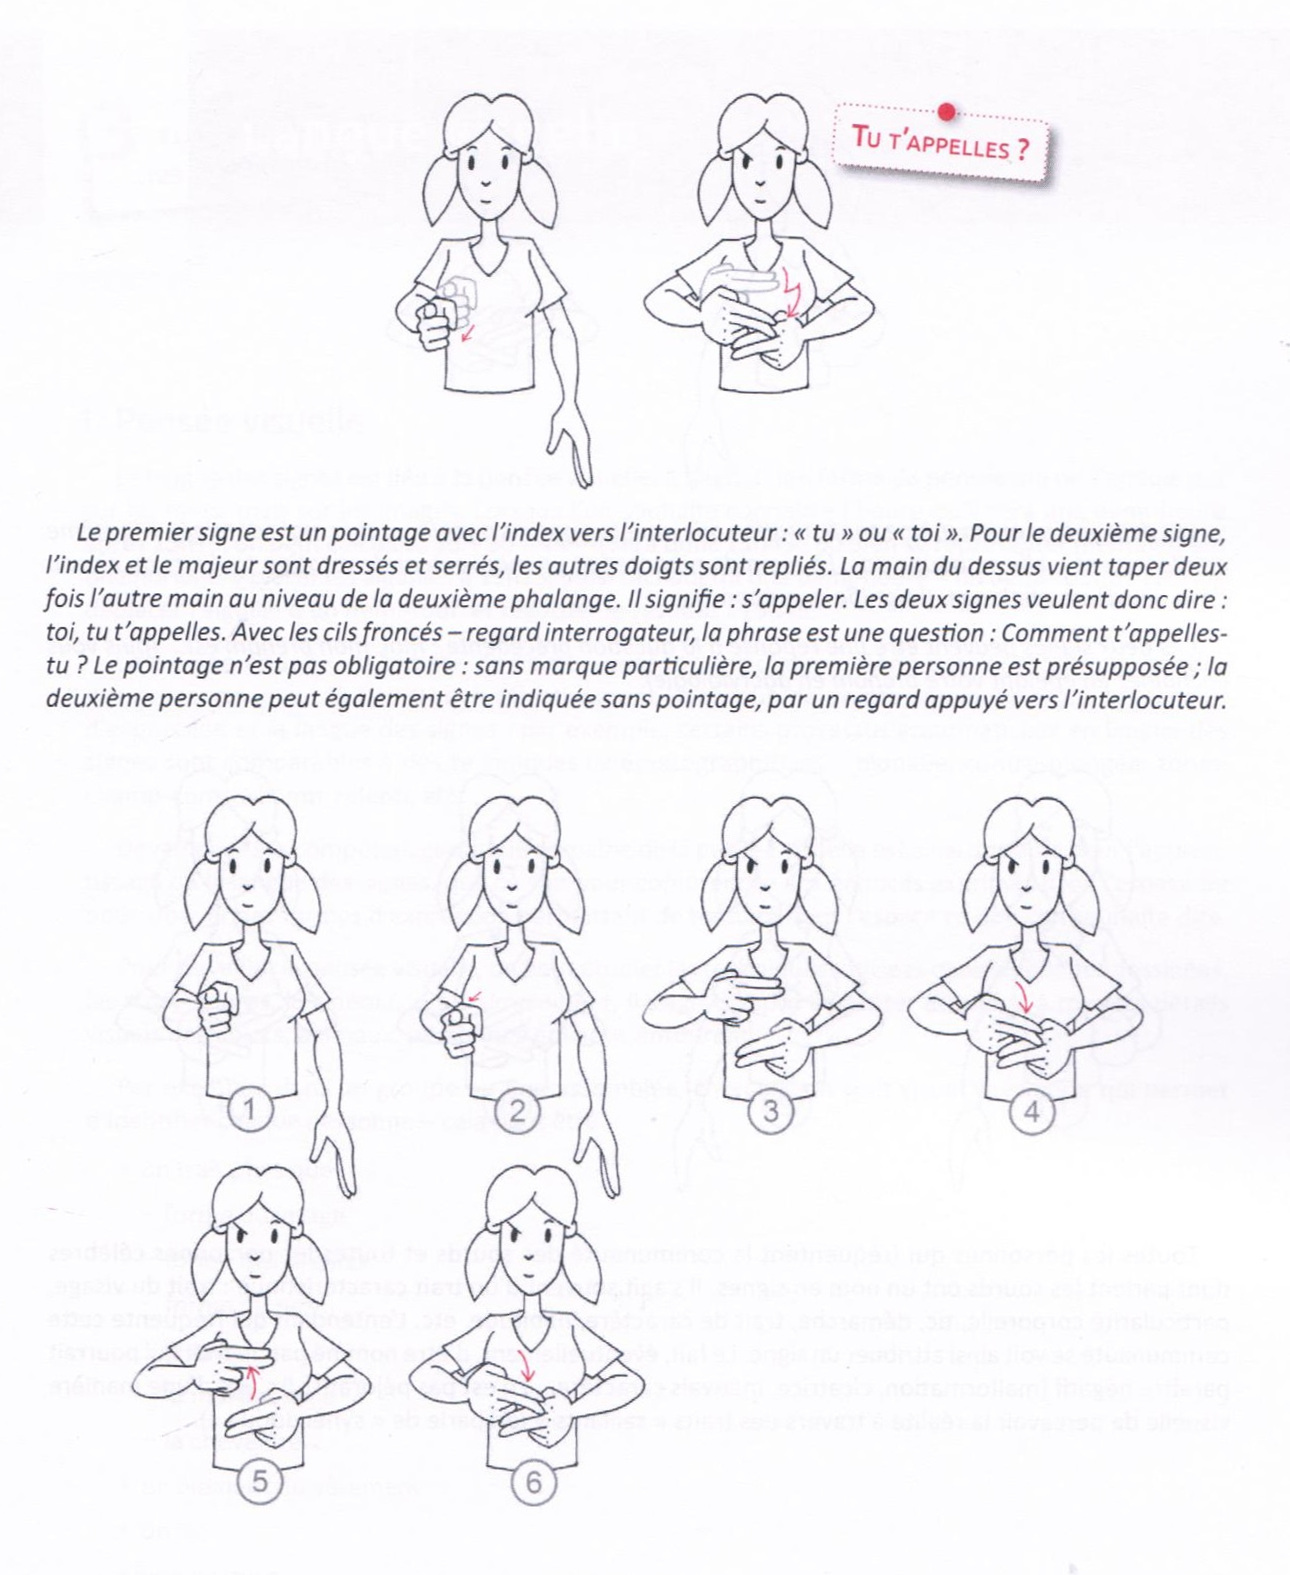 TU T'APPELLES ?
Le premier signe est un pointage avec l'index vers l'interlocuteur : « tu » ou « toi ». Pour le deuxième signe,
l'index et le majeur sont dressés et serrés, les autres doigts sont repliés. La main du dessus vient taper deux
fois l'autre main au niveau de la deuxième phalange. Il signifie : s'appeler. Les deux signes veulent donc dire :
toi, tu t'appelles. Avec les cils froncés – regard interrogateur, la phrase est une question : Comment t'appelles-
tu ? Le pointage n'est pas obligatoire : sans marque particulière, la première personne est présupposée ; la
deuxième personne peut également être indiquée sans pointage, par un regard appuyé vers l'interlocuteur.
1 2 3 4
5 6